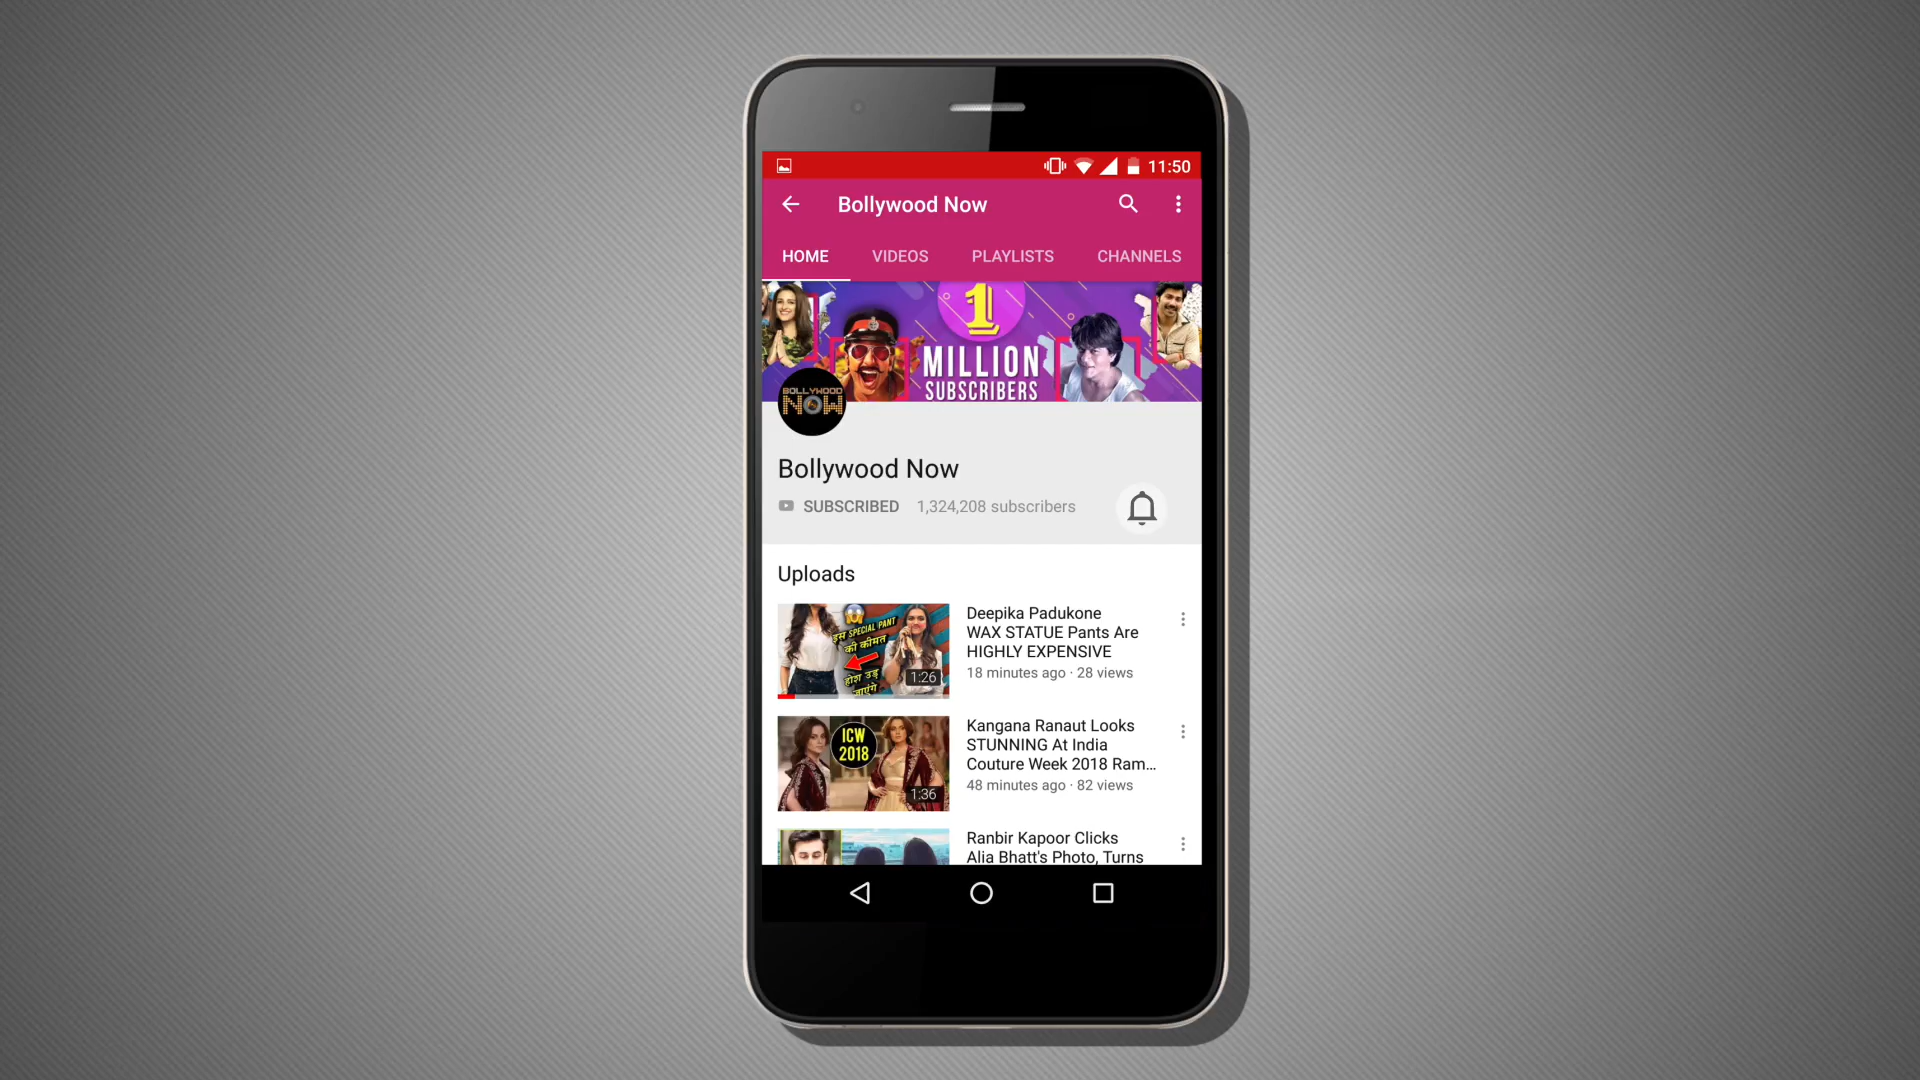 11:50
Bollywood Now
HOME VIDEOS PLAYLISTS CHANNELS
1
MILLION
SUBSCRIBERS
BOLLYWOOD
NOW
Bollywood Now
SUBSCRIBED 1,324,208 subscribers
Uploads
इस SPECIAL PANT
की कीमत
होश उड़
जाएंगे
1:26
Deepika Padukone
WAX STATUE Pants Are
HIGHLY EXPENSIVE
18 minutes ago · 28 views
ICW
2018
1:36
Kangana Ranaut Looks
STUNNING At India
Couture Week 2018 Ram...
48 minutes ago · 82 views
Ranbir Kapoor Clicks
Alia Bhatt's Photo, Turns